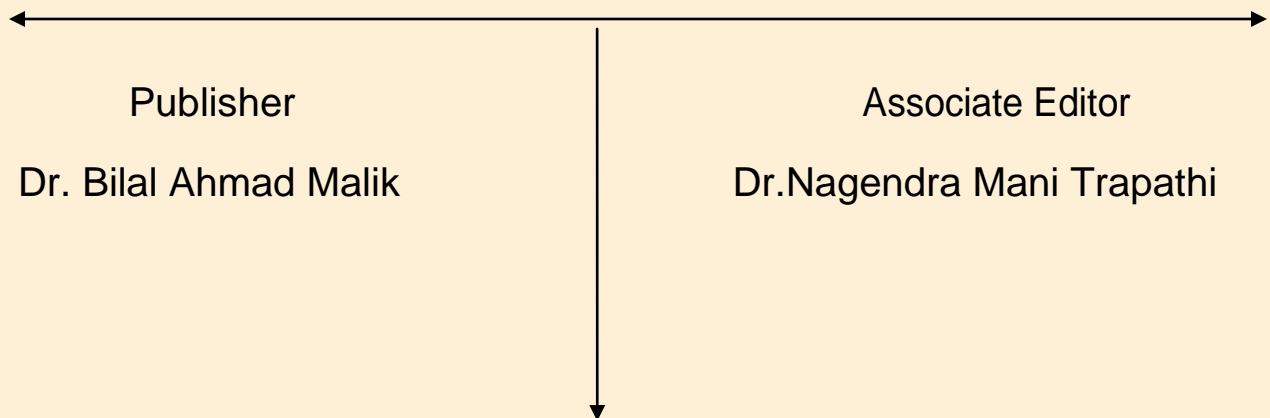 Publisher
Associate Editor
Dr. Bilal Ahmad Malik
Dr.Nagendra Mani Trapathi